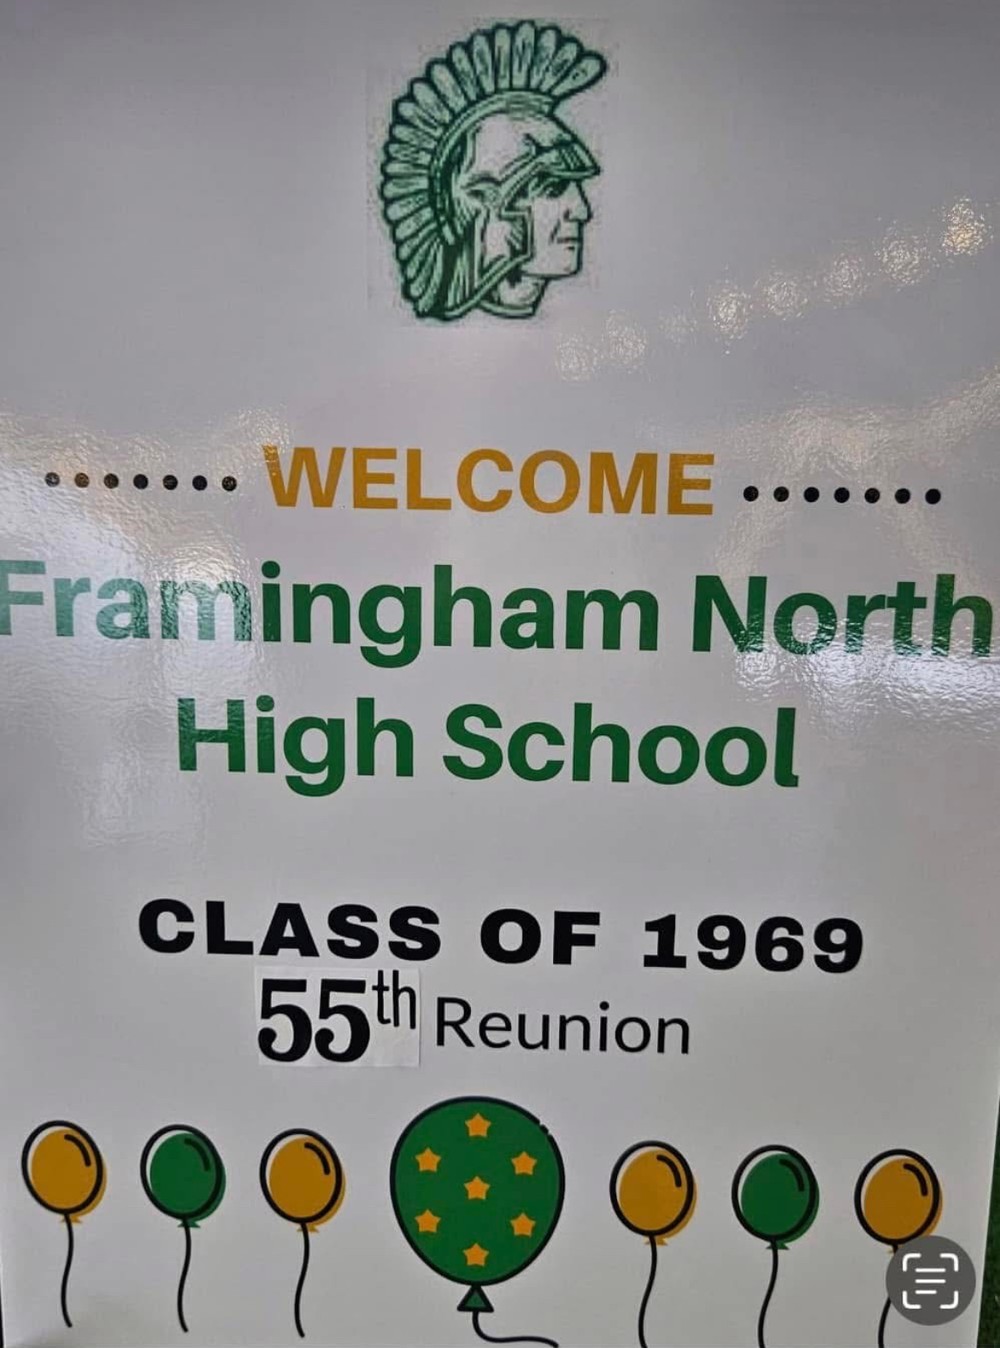 WELCOME
Framingham North
High School
CLASS OF 1969
55th Reunion